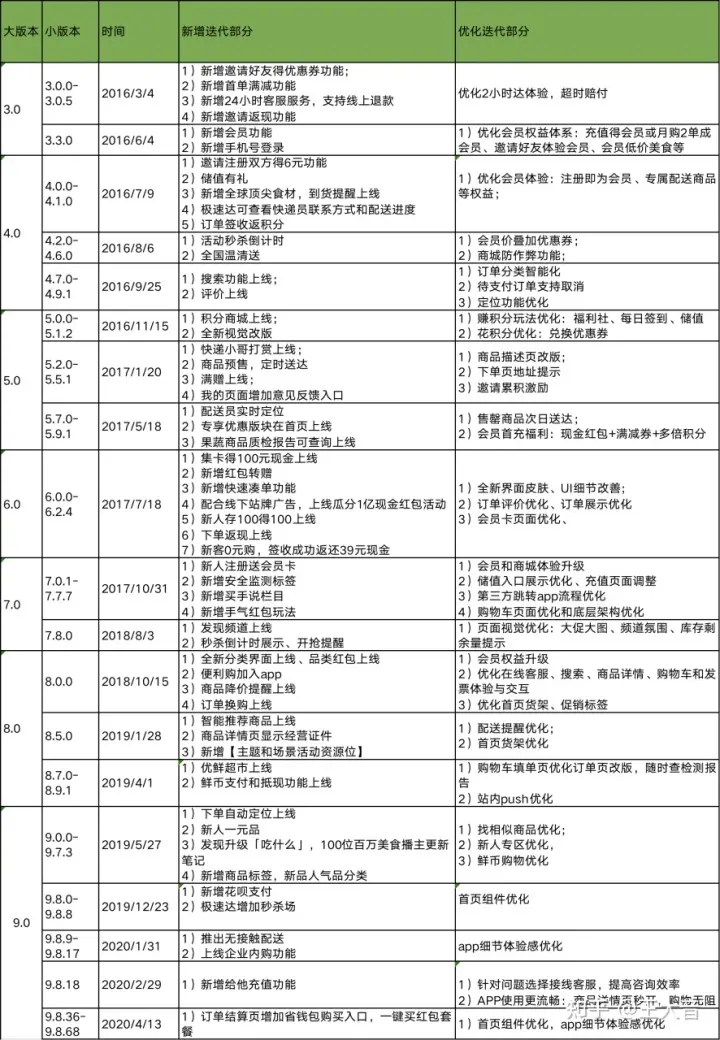 大版本 小版本 时间 新增迭代部分 优化迭代部分
3.0
3.0.0-
3.0.5
2016/3/4
1）新增邀请好友得优惠券功能；
2）新增首单满减功能
3）新增24小时客服服务，支持线上退款
4）新增邀请返现功能
优化2小时达体验，超时赔付
3.3.0
2016/6/4
1）新增会员功能
2）新增手机号登录
1）优化会员权益体系：充值得会员或月购2单成
会员、邀请好友体验会员、会员低价美食等
4.0
4.0.0-
4.1.0
2016/7/9
1）邀请注册双方得6元功能
2）储值有礼
3）新增全球顶尖食材，到货提醒上线
4）极速达可查看快递员联系方式和配送进度
5）订单签收返积分
1）优化会员体验：注册即为会员、专属配送商品
等权益；
4.2.0-
4.6.0
2016/8/6
1）活动秒杀倒计时
2）全国温清送
1）会员价叠加优惠券；
2）商城防作弊功能；
4.7.0-
4.9.1
2016/9/25
1）搜索功能上线；
2）评价上线
1）订单分类智能化
2）待支付订单支持取消
3）定位功能优化
5.0
5.0.0-
5.1.2
2016/11/15
1）积分商城上线；
2）全新视觉改版
1）赚积分玩法优化：福利社、每日签到、储值
2）花积分优化：兑换优惠券
5.2.0-
5.5.1
2017/1/20
1）快递小哥打赏上线；
2）商品预售，定时送达
3）满赠上线；
4）我的页面增加意见反馈入口
1）商品描述页改版；
2）下单页地址提示
3）邀请累积激励
5.7.0-
5.9.1
2017/5/18
1）配送员实时定位
2）专享优惠版块在首页上线
3）果蔬商品质检报告可查询上线
1）售罄商品次日送达；
2）会员首充福利：现金红包+满减券+多倍积分
6.0
6.0.0-
6.2.4
2017/7/18
1）集卡得100元现金上线
2）新增红包转赠
3）新增快速凑单功能
4）配合线下站牌广告，上线瓜分1亿现金红包活动
5）新人存100得100上线
6）下单返现上线
7）新客0元购，签收成功返还39元现金
1）全新界面皮肤、UI细节改善；
2）订单评价优化、订单展示优化
3）会员卡页面优化、
7.0
7.0.1-
7.7.7
2017/10/31
1）新人注册送会员卡
2）新增安全监测标签
3）新增买手说栏目
4）新增手气红包玩法
1）会员和商城体验升级
2）储值入口展示优化、充值页面调整
3）第三方跳转app流程优化
4）购物车页面优化和底层架构优化
7.8.0
2018/8/3
1）发现频道上线
2）秒杀倒计时展示、开抢提醒
1）页面视觉优化：大促大图、频道氛围、库存剩
余量提示
8.0
8.0.0
2018/10/15
1）全新分类界面上线、品类红包上线
2）便利购加入app
3）商品降价提醒上线
4）订单换购上线
1）会员权益升级
2）优化在线客服、搜索、商品详情、购物车和发
票体验与交互
3）优化首页货架、促销标签
8.5.0
2019/1/28
1）智能推荐商品上线
2）商品详情页显示经营证件
3）新增【主题和场景活动资源位】
1）配送提醒优化；
2）首页货架优化
8.7.0-
8.9.1
2019/4/1
1）优鲜超市上线
2）鲜币支付和抵现功能上线
1）购物车填单页优化订单页改版，随时查检测报
告
2）站内push优化
9.0
9.0.0-
9.7.3
2019/5/27
1）下单自动定位上线
2）新人一元品
3）发现升级「吃什么」，100位百万美食播主更新
笔记
4）新增商品标签，新品人气品分类
1）找相似商品优化；
2）新人专区优化，
3）鲜币购物优化
9.8.0-
9.8.8
2019/12/23
1）新增花呗支付
2）极速达增加秒杀场
首页组件优化
9.8.9-
9.8.17
2020/1/31
1）推出无接触配送
2）上线企业内购功能
app细节体验感优化
9.8.18
2020/2/29
1）新增给他充值功能
1）针对问题选择接线客服，提高咨询效率
2）APP使用更流畅：商品详情页秒开，购物无阻
9.8.36-
9.8.68
2020/4/13
1）订单结算页增加省钱包购买入口，一键买红包套
餐
1）首页组件优化，app细节体验感优化